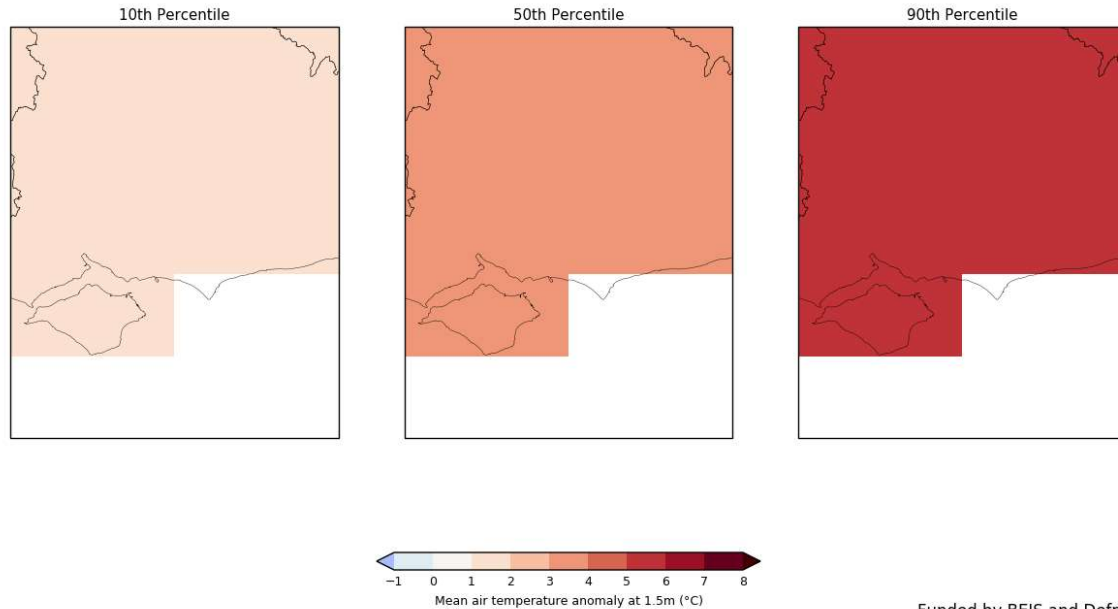 10th Percentile 50th Percentile 90th Percentile
−1 0 1 2 3 4 5 6 7 8
Mean air temperature anomaly at 1.5m (°C)
Funded by BEIS and Defr